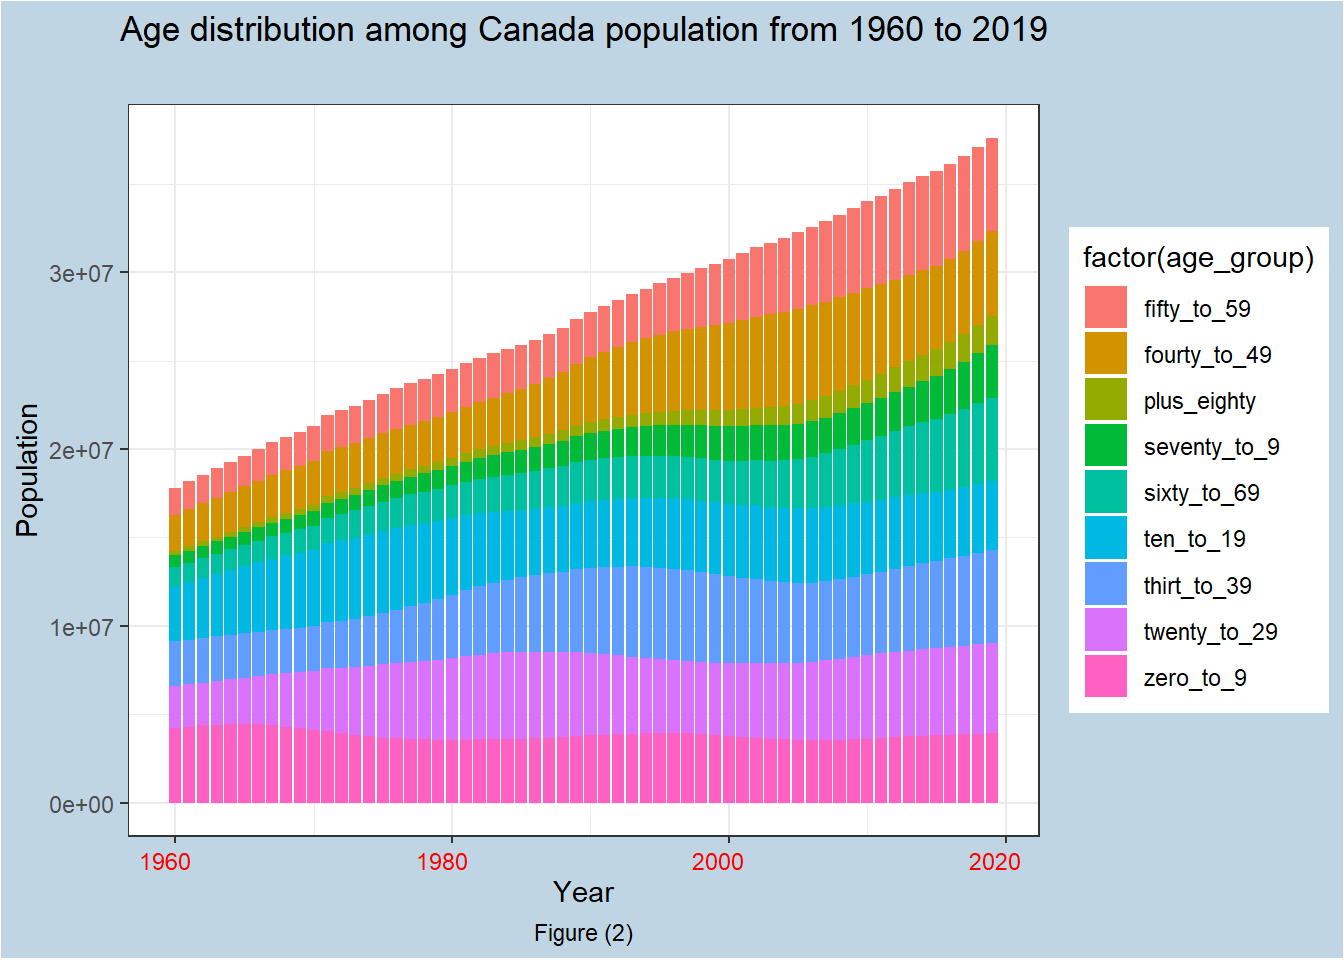 Age distribution among Canada population from 1960 to 2019
Population
3e+07
2e+07
1e+07
0e+00
1960 1980 2000 2020
Year
Figure (2)
factor(age_group)
fifty_to_59
fourty_to_49
plus_eighty
seventy_to_9
sixty_to_69
ten_to_19
thirt_to_39
twenty_to_29
zero_to_9